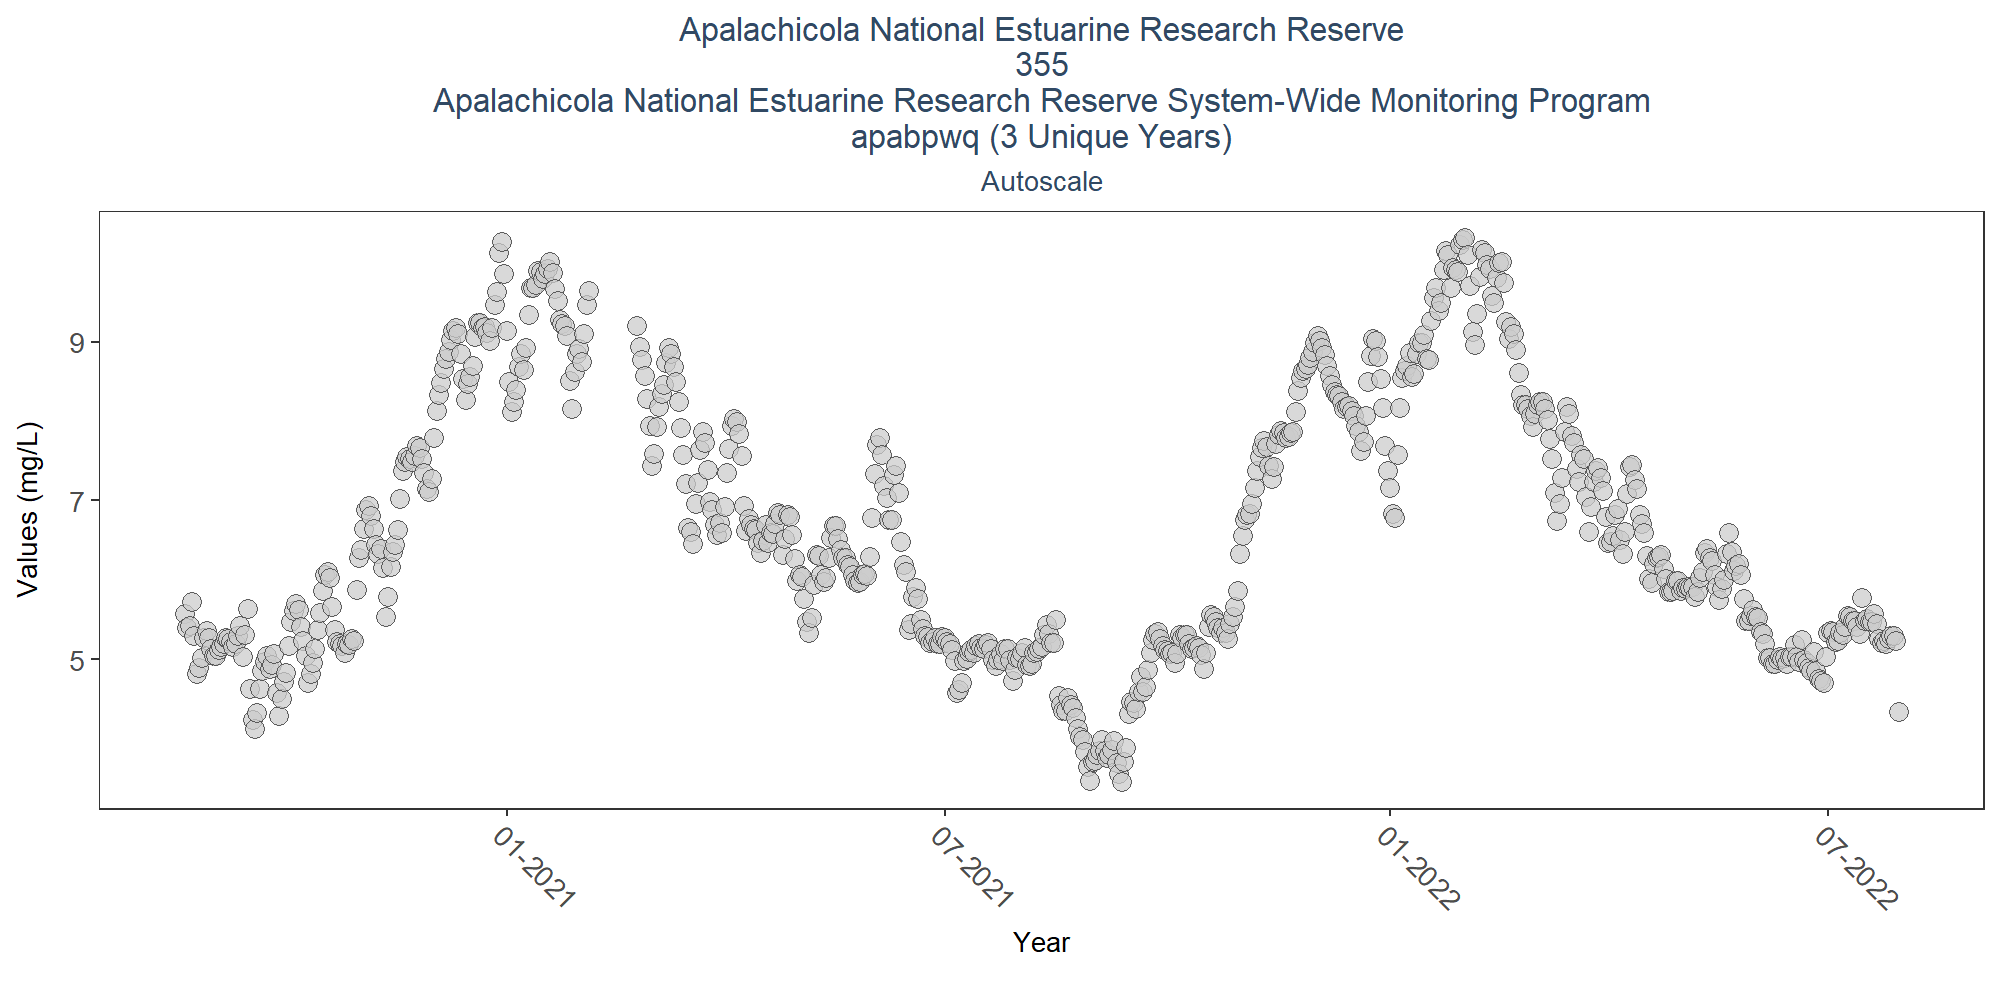 Apalachicola National Estuarine Research Reserve
355
Apalachicola National Estuarine Research Reserve System-Wide Monitoring Program
apabpwq (3 Unique Years)
Autoscale
Values (mg/L)
9
7
5
01-2021
07-2021
01-2022
07-2022
Year